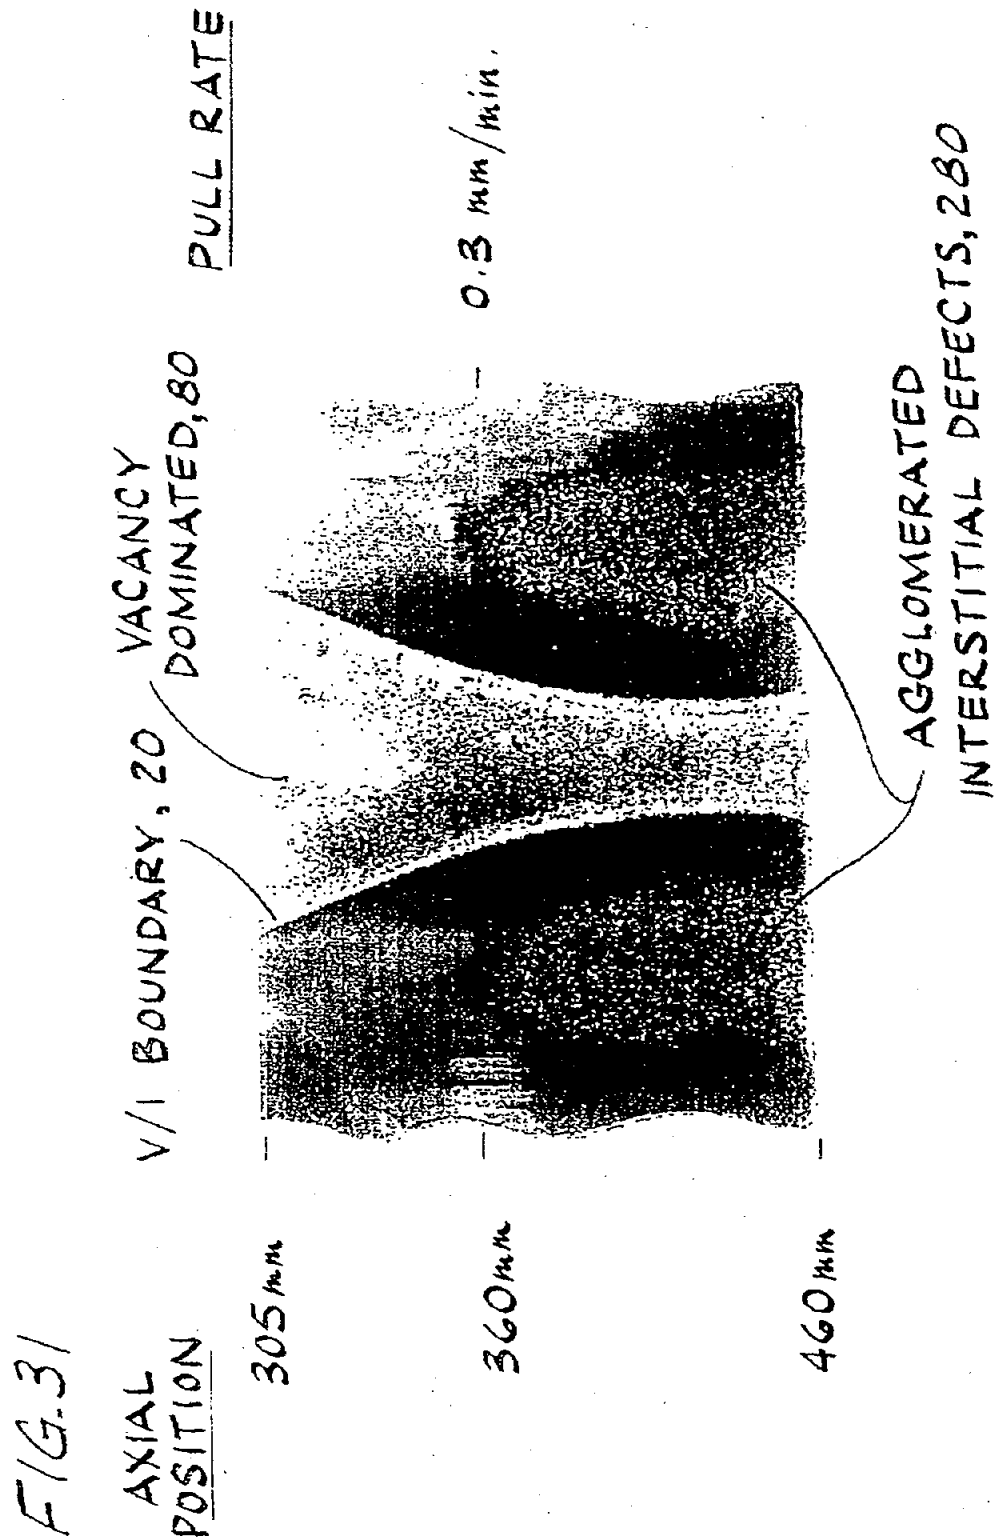 FIG. 31
AXIAL
POSITION
305mm
360mm
460mm
V/I BOUNDARY, 20
VACANCY
DOMINATED, 80
PULL RATE
0.3 mm/min.
AGGLOMERATED
INTERSTITIAL DEFECTS, 280